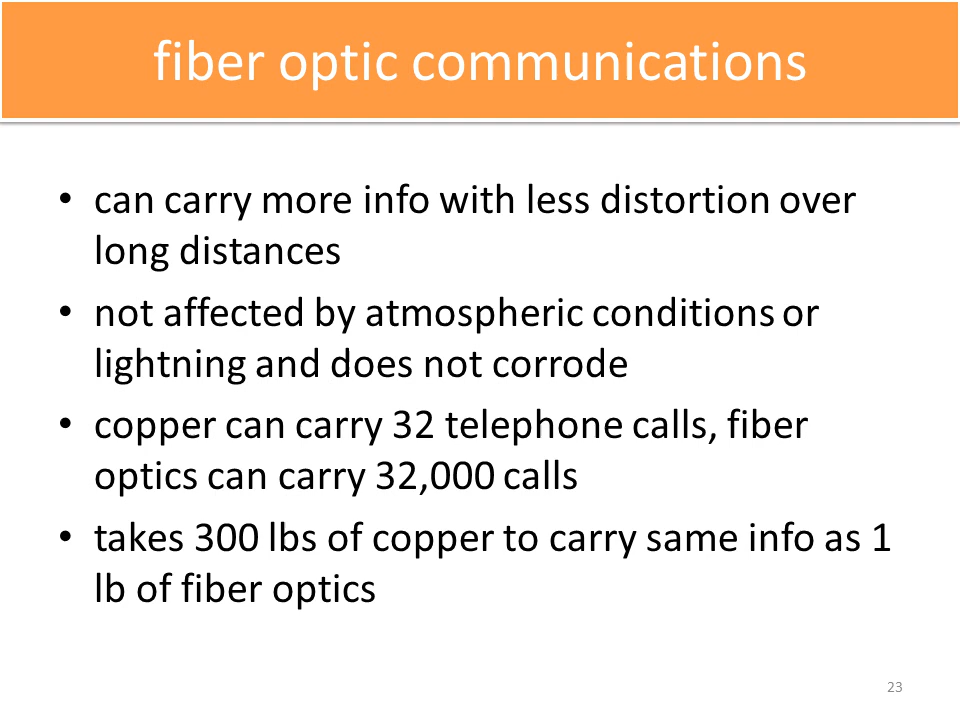 fiber optic communications
• can carry more info with less distortion over
long distances
• not affected by atmospheric conditions or
lightning and does not corrode
• copper can carry 32 telephone calls, fiber
optics can carry 32,000 calls
• takes 300 lbs of copper to carry same info as 1
lb of fiber optics
23